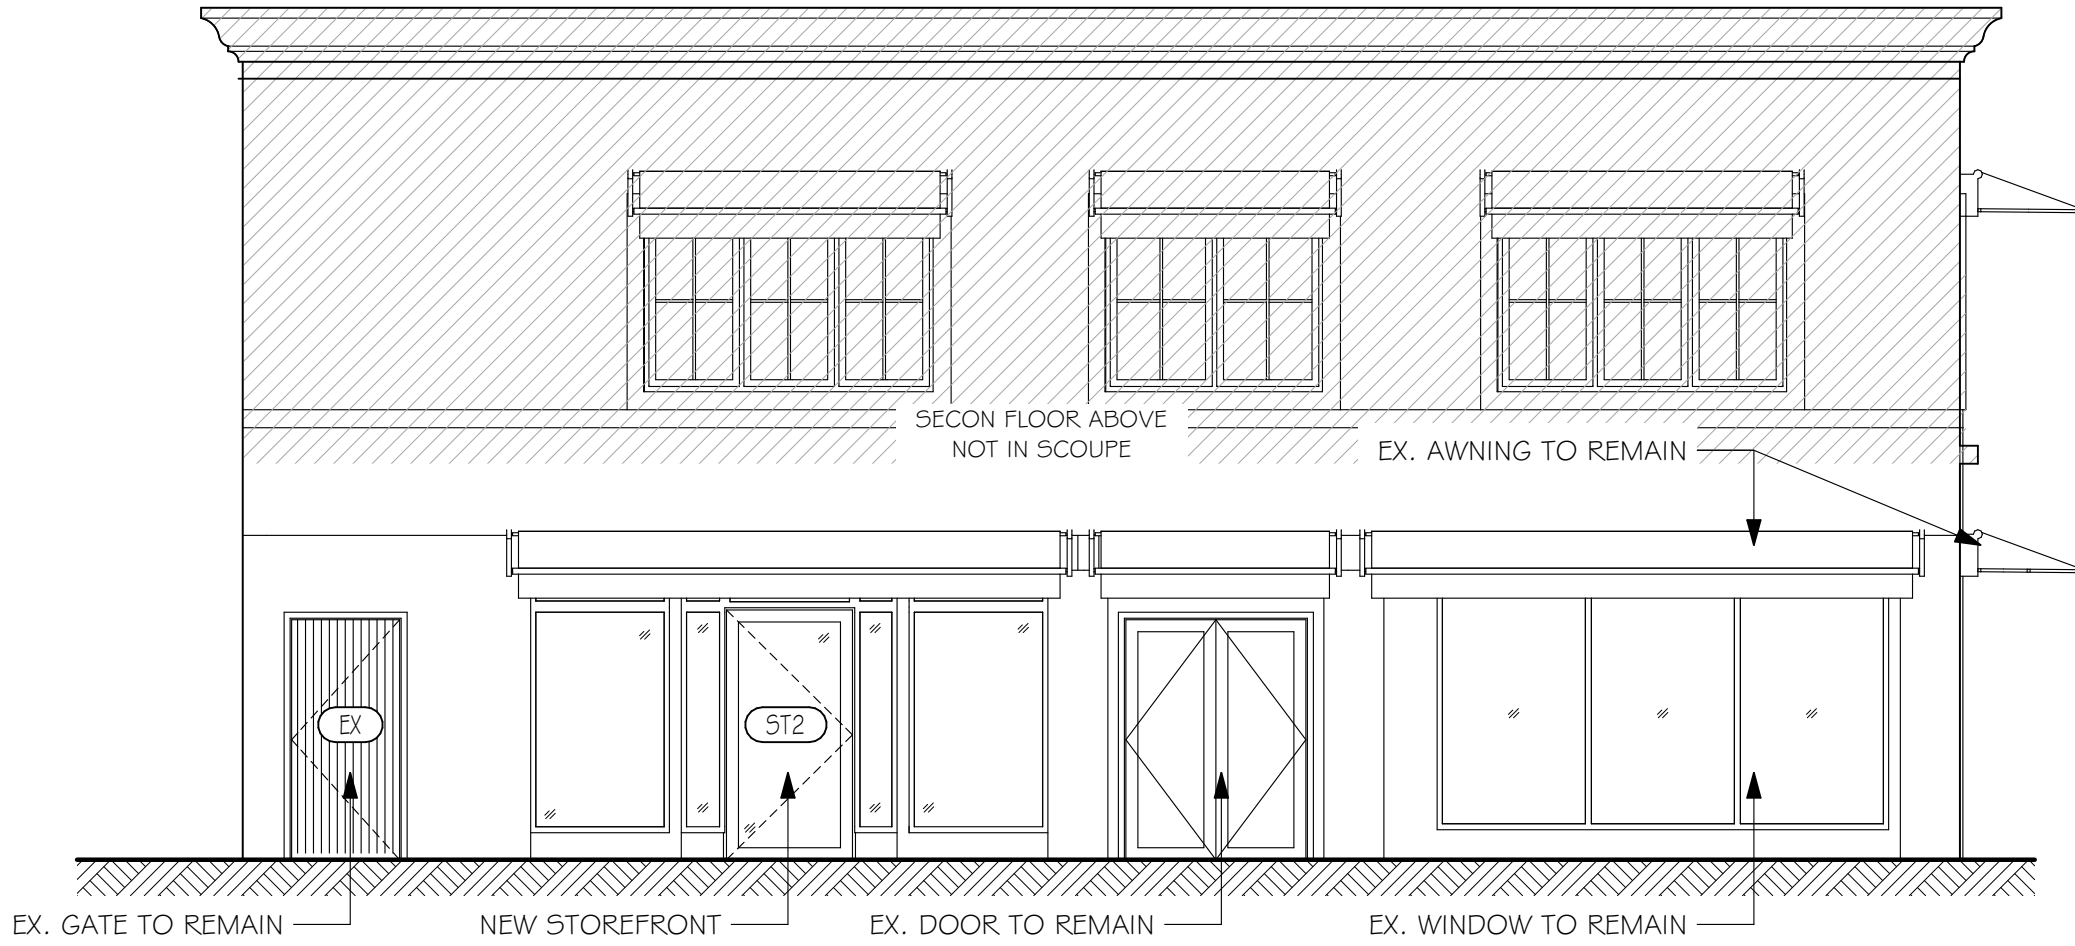 SECON FLOOR ABOVE
NOT IN SCOUPE
EX. AWNING TO REMAIN
EX
ST2
EX. GATE TO REMAIN
NEW STOREFRONT
EX. DOOR TO REMAIN
EX. WINDOW TO REMAIN